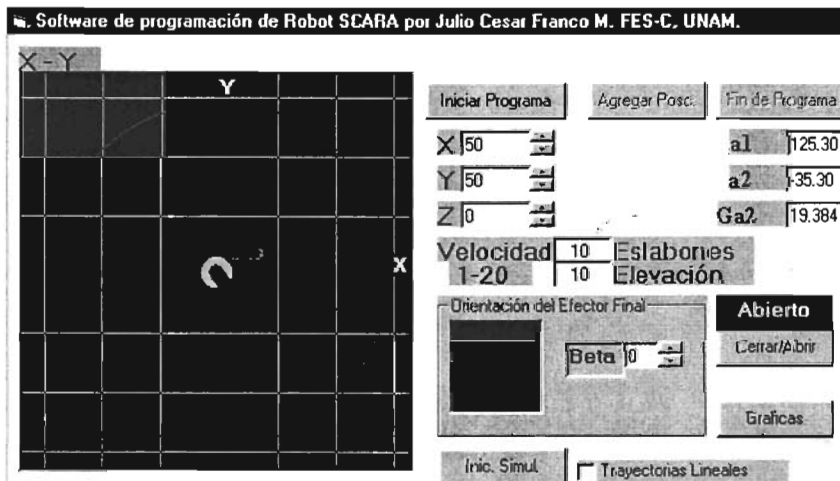 Software de programación de Robot SCARA por Julio Cesar Franco M. FES-C, UNAM.
X - Y
Y
X
Iniciar Programa
Agregar Posc.
Fin de Programa
X 50
a1 125.30
Y 50
a2 -35.30
Z 0
Ga2 19.384
Velocidad 10 Eslabones
1-20 10 Elevación
Orientación del Efector Final
Beta 0
Abierto
Cerrar/Abrir
Graficas
Inic. Simul.
Trayectorias Lineales